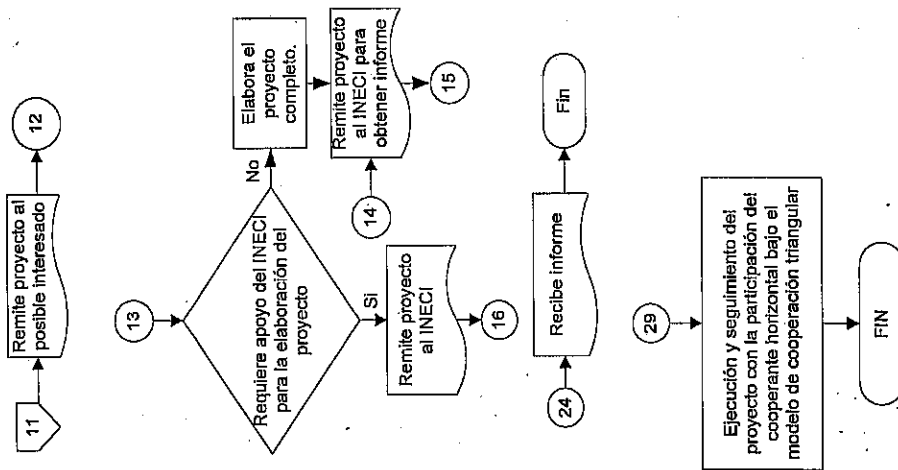 11
Remite proyecto al
posible interesado
12
13
Requiere apoyo del INECI
para la elaboración del
proyecto
No
Elabora el
proyecto
completo.
Si
Remite proyecto
al INECI
16
14
Remite proyecto
al INECI para
obtener informe
15
24
Recibe informe
Fin
29
Ejecución y seguimiento del
proyecto con la participación del
cooperante horizontal bajo el
modelo de cooperación triangular
FIN